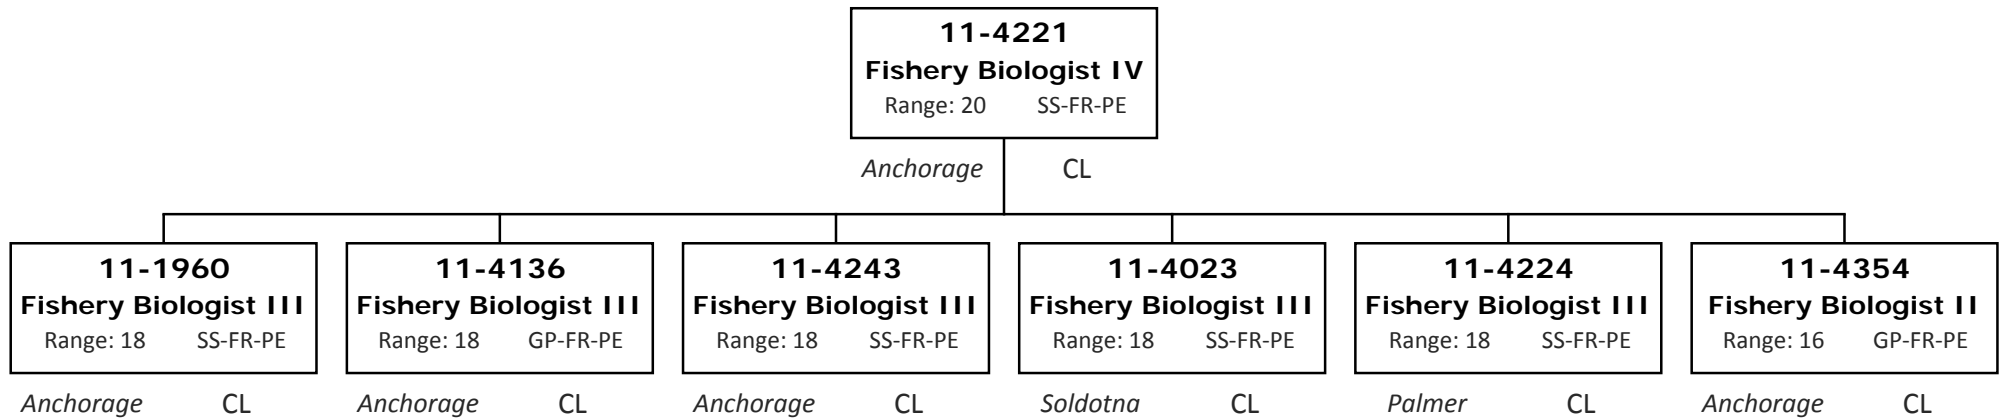 11-4221
Fishery Biologist IV
Range: 20 SS-FR-PE
Anchorage CL
11-1960
Fishery Biologist III
Range: 18 SS-FR-PE
Anchorage CL
11-4136
Fishery Biologist III
Range: 18 GP-FR-PE
Anchorage CL
11-4243
Fishery Biologist III
Range: 18 SS-FR-PE
Anchorage CL
11-4023
Fishery Biologist III
Range: 18 SS-FR-PE
Soldotna CL
11-4224
Fishery Biologist III
Range: 18 SS-FR-PE
Palmer CL
11-4354
Fishery Biologist II
Range: 16 GP-FR-PE
Anchorage CL